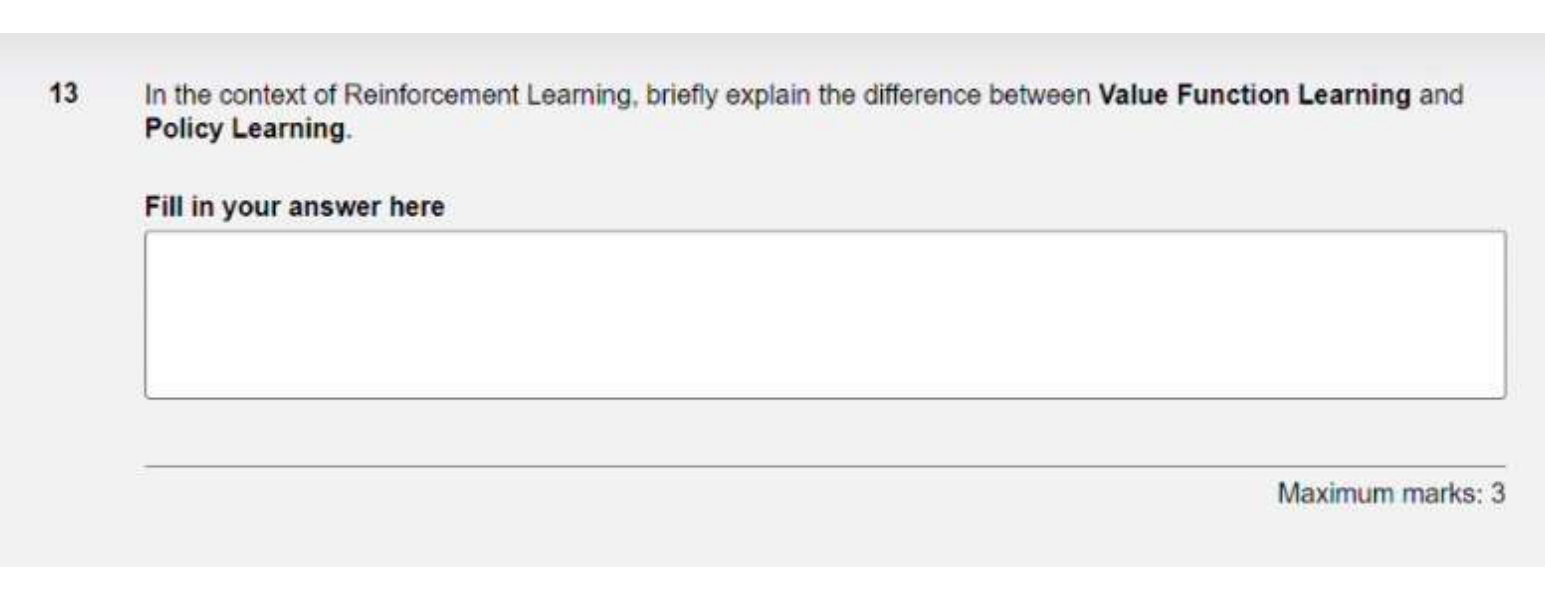 13 In the context of Reinforcement Learning, briefly explain the difference between Value Function Learning and
Policy Learning.
Fill in your answer here
Maximum marks: 3